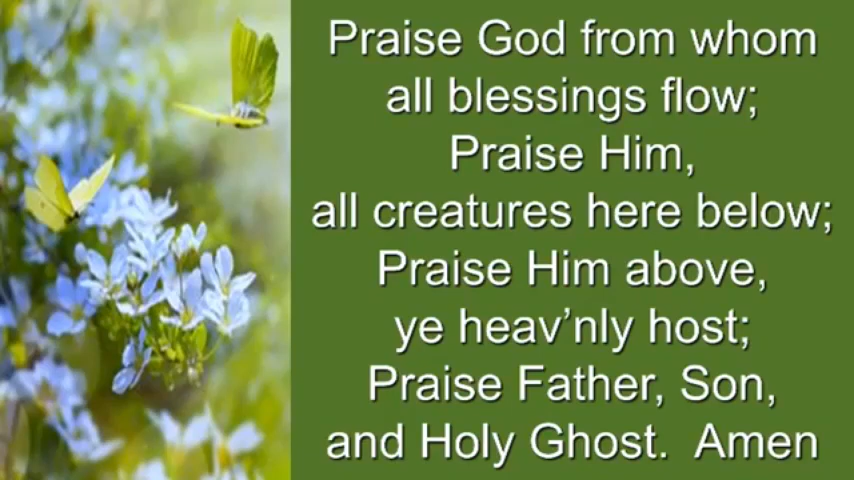 Praise God from whom
all blessings flow;
Praise Him,
all creatures here below;
Praise Him above,
ye heav’nly host;
Praise Father, Son,
and Holy Ghost.  Amen